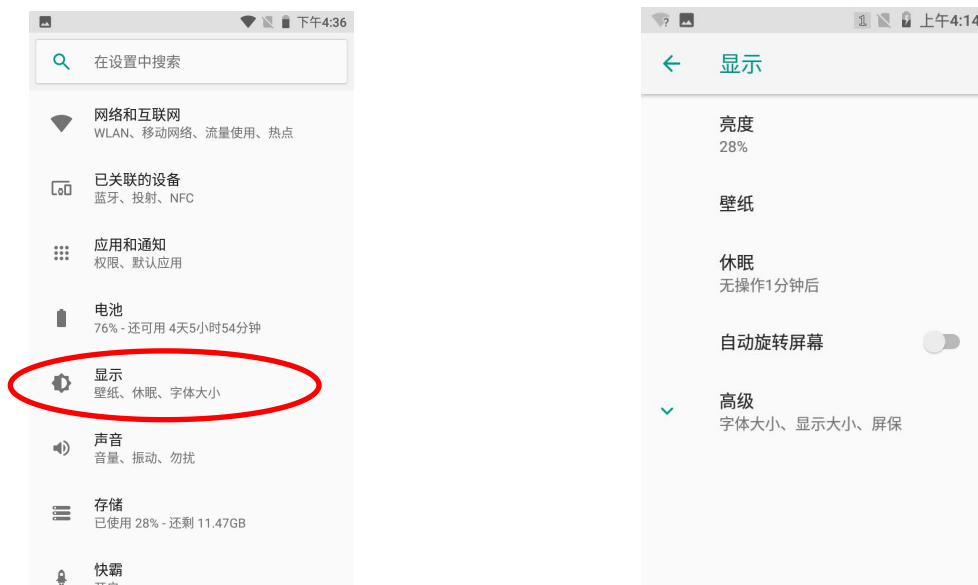 下午4:36
在设置中搜索
网络和互联网
WLAN、移动网络、流量使用、热点
已关联的设备
蓝牙、投射、NFC
应用和通知
权限、默认应用
电池
76% - 还可用 4天5小时54分钟
显示
壁纸、休眠、字体大小
声音
音量、振动、勿扰
存储
已使用 28% - 还剩 11.47GB
快霸
? 1 上午4:14
显示
亮度
28%
壁纸
休眠
无操作1分钟后
自动旋转屏幕
高级
字体大小、显示大小、屏保